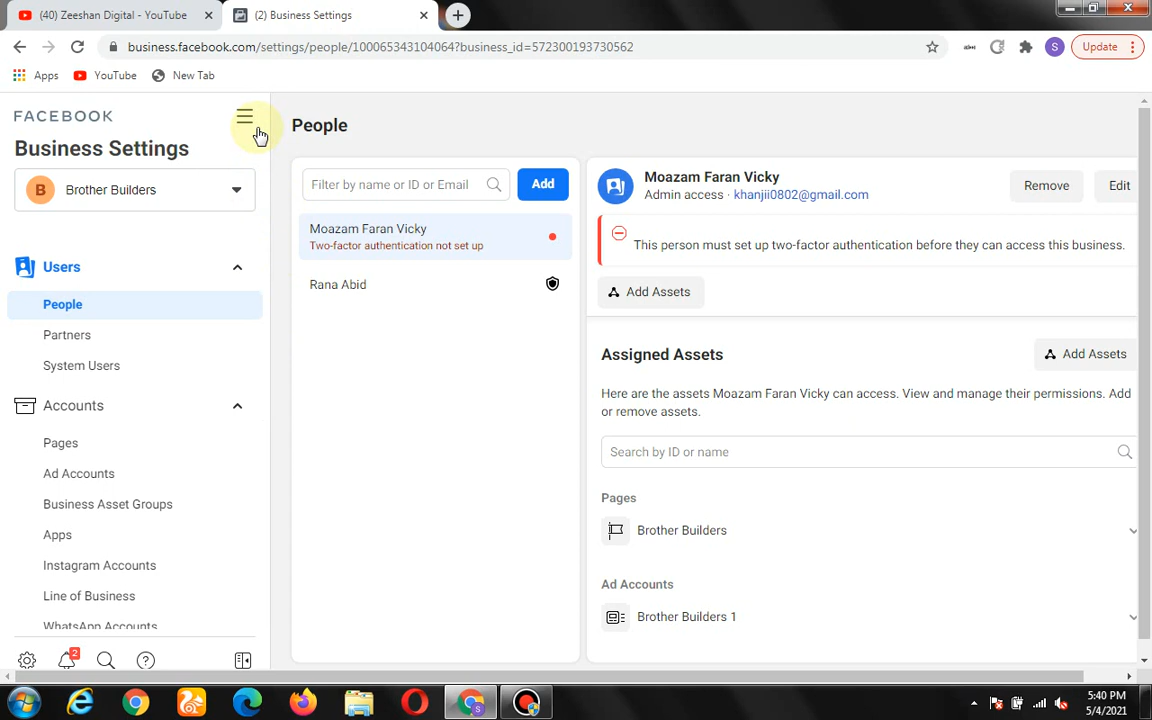 (40) Zeeshan Digital - YouTube
(2) Business Settings
business.facebook.com/settings/people/100065343104064?business_id=572300193730562
S
Update
Apps
YouTube
New Tab
FACEBOOK
Business Settings
B
Brother Builders
Users
People
Partners
System Users
Accounts
Pages
Ad Accounts
Business Asset Groups
Apps
Instagram Accounts
Line of Business
WhatsApp Accounts
2
People
Filter by name or ID or Email
Add
Moazam Faran Vicky
Two-factor authentication not set up
Rana Abid
Moazam Faran Vicky
Admin access · khanjii0802@gmail.com
Remove
Edit
This person must set up two-factor authentication before they can access this business.
Add Assets
Assigned Assets
Add Assets
Here are the assets Moazam Faran Vicky can access. View and manage their permissions. Add
or remove assets.
Search by ID or name
Pages
Brother Builders
Ad Accounts
Brother Builders 1
S
5:40 PM
5/4/2021